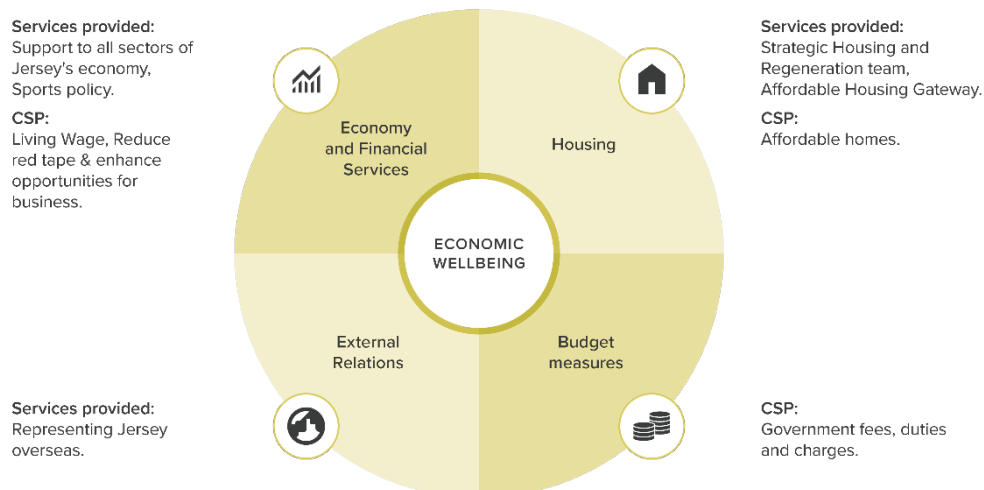 Services provided:
Support to all sectors of
Jersey's economy,
Sports policy.
CSP:
Living Wage, Reduce
red tape & enhance
opportunities for
business.
Economy
and Financial
Services
Housing
Services provided:
Strategic Housing and
Regeneration team,
Affordable Housing Gateway.
CSP:
Affordable homes.
ECONOMIC
WELLBEING
External
Relations
Budget
measures
Services provided:
Representing Jersey
overseas.
CSP:
Government fees, duties
and charges.